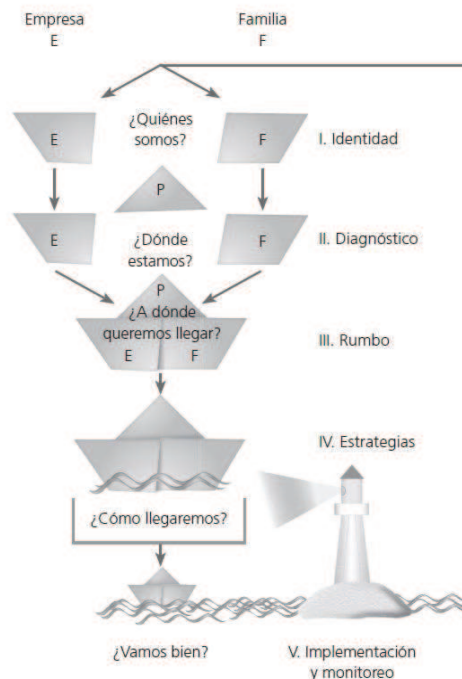 Empresa
E
Familia
F
¿Quiénes
somos?
E
F
I. Identidad
P
¿Dónde
estamos?
E
F
II. Diagnóstico
P
¿A dónde
queremos llegar?
E F
III. Rumbo
IV. Estrategias
¿Cómo llegaremos?
¿Vamos bien?
V. Implementación
y monitoreo